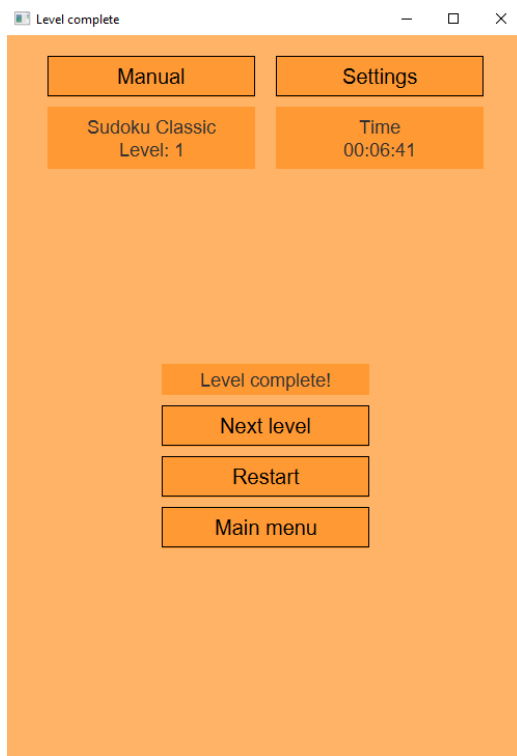 Level complete
Manual
Settings
Sudoku Classic
Level: 1
Time
00:06:41
Level complete!
Next level
Restart
Main menu